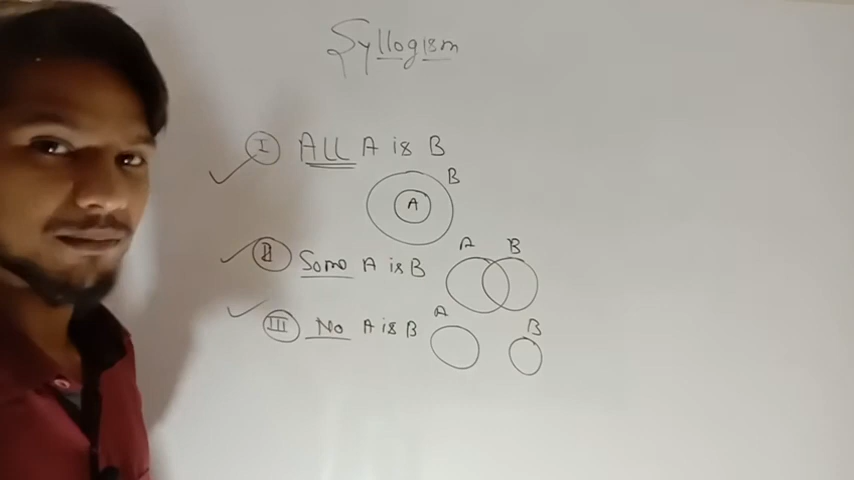 Syllogism
I ALL A is B
B
A
II Some A is B
A B
III No A is B
A
B